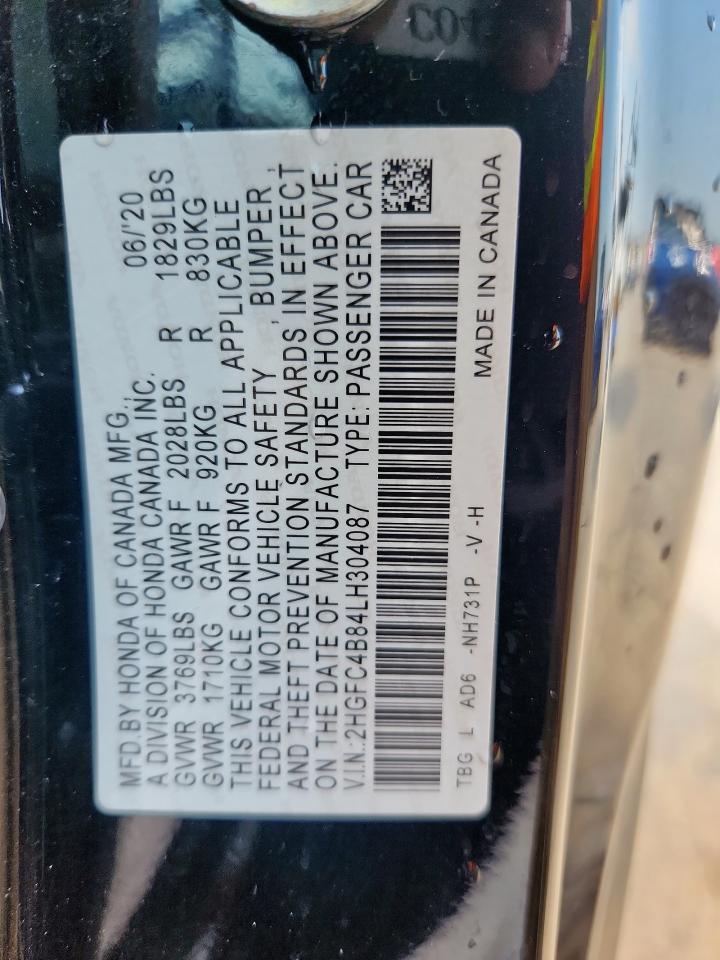 MFD.BY HONDA OF CANADA MFG.,
A DIVISION OF HONDA CANADA INC. 06/'20
GVWR 3769LBS GAWR F 2028LBS R 1829LBS
GVWR 1710KG GAWR F 920KG R 830KG
THIS VEHICLE CONFORMS TO ALL APPLICABLE
FEDERAL MOTOR VEHICLE SAFETY , BUMPER ,
AND THEFT PREVENTION STANDARDS IN EFFECT
ON THE DATE OF MANUFACTURE SHOWN ABOVE.
V.I.N.:2HGFC4B84LH304087 TYPE: PASSENGER CAR
TBG L AD6 -NH731P -V -H MADE IN CANADA